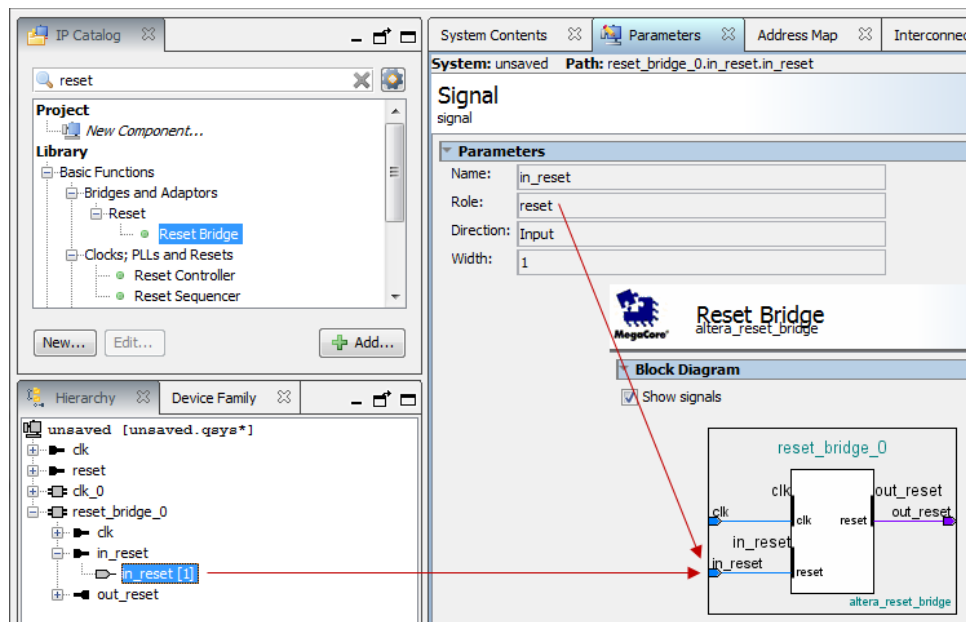 IP Catalog
reset
Project
New Component...
Library
Basic Functions
Bridges and Adaptors
Reset
Reset Bridge
Clocks; PLLs and Resets
Reset Controller
Reset Sequencer
New...
Edit...
Add...
Hierarchy
Device Family
unsaved [unsaved.qsys*]
clk
reset
clk_0
reset_bridge_0
clk
in_reset
in_reset [1]
out_reset
System Contents
Parameters
Address Map
Interconnec
System: unsaved Path: reset_bridge_0.in_reset.in_reset
Signal
signal
Parameters
Name: in_reset
Role: reset
Direction: Input
Width: 1
MegaCore'
Reset Bridge
altera_reset_bridge
Block Diagram
Show signals
reset_bridge_0
clk out_reset
clk out_reset
clk reset
in_reset
in_reset
reset
altera_reset_bridge